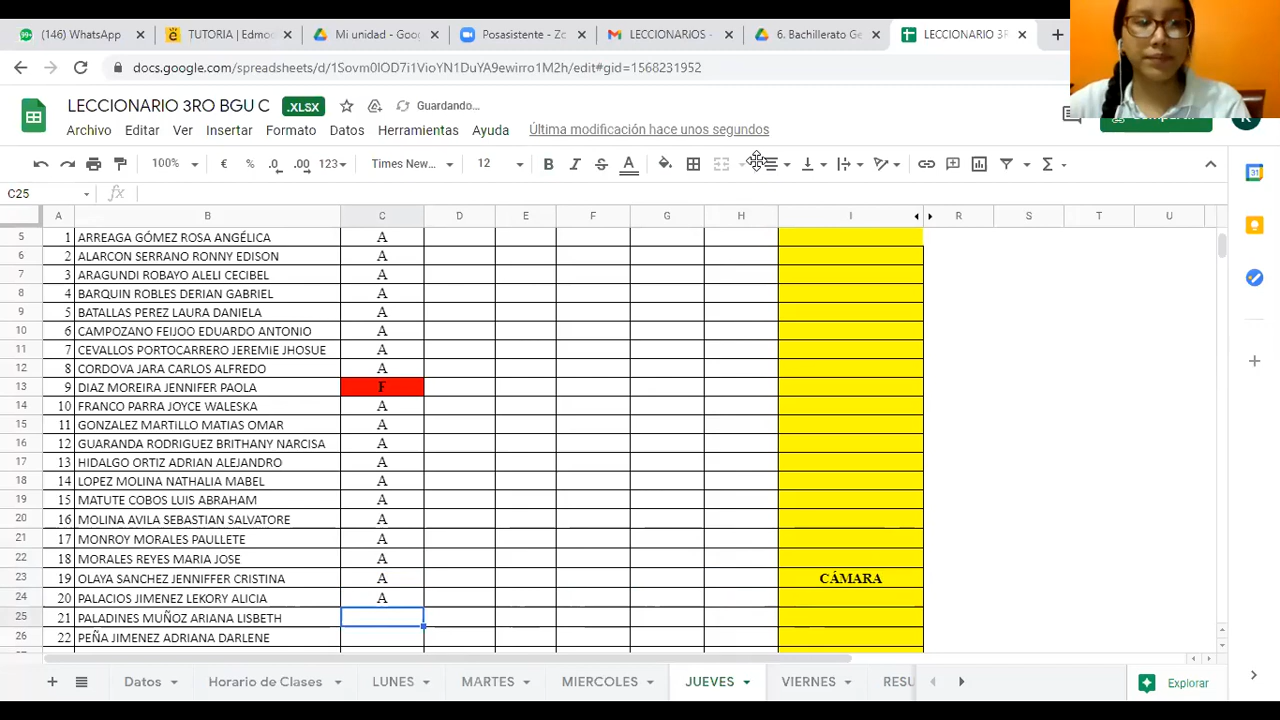 (146) WhatsApp
TUTORIA | Edmo
Mi unidad - Goog
Posasistente - Zo
LECCIONARIOS -
6. Bachillerato Ge
LECCIONARIO 3R
docs.google.com/spreadsheets/d/1Sovm0IOD7i1VioYN1DuYA9ewirro1M2h/edit#gid=1568231952
LECCIONARIO 3RO BGU C .XLSX Guardando...
Archivo Editar Ver Insertar Formato Datos Herramientas Ayuda Última modificación hace unos segundos
100% € % .0 .00 123 Times New... 12 B I S A Σ
C25 fx
A B C D E F G H I R S T U
5 1 ARREAGA GÓMEZ ROSA ANGÉLICA A
6 2 ALARCON SERRANO RONNY EDISON A
7 3 ARAGUNDI ROBAYO ALELI CECIBEL A
8 4 BARQUIN ROBLES DERIAN GABRIEL A
9 5 BATALLAS PEREZ LAURA DANIELA A
10 6 CAMPOZANO FEIJOO EDUARDO ANTONIO A
11 7 CEVALLOS PORTOCARRERO JEREMIE JHOSUE A
12 8 CORDOVA JARA CARLOS ALFREDO A
13 9 DIAZ MOREIRA JENNIFER PAOLA F
14 10 FRANCO PARRA JOYCE WALESKA A
15 11 GONZALEZ MARTILLO MATIAS OMAR A
16 12 GUARANDA RODRIGUEZ BRITHANY NARCISA A
17 13 HIDALGO ORTIZ ADRIAN ALEJANDRO A
18 14 LOPEZ MOLINA NATHALIA MABEL A
19 15 MATUTE COBOS LUIS ABRAHAM A
20 16 MOLINA AVILA SEBASTIAN SALVATORE A
21 17 MONROY MORALES PAULLETE A
22 18 MORALES REYES MARIA JOSE A
23 19 OLAYA SANCHEZ JENNIFFER CRISTINA A CÁMARA
24 20 PALACIOS JIMENEZ LEKORY ALICIA A
25 21 PALADINES MUÑOZ ARIANA LISBETH
26 22 PEÑA JIMENEZ ADRIANA DARLENE
Datos Horario de Clases LUNES MARTES MIERCOLES JUEVES VIERNES RESU Explorar